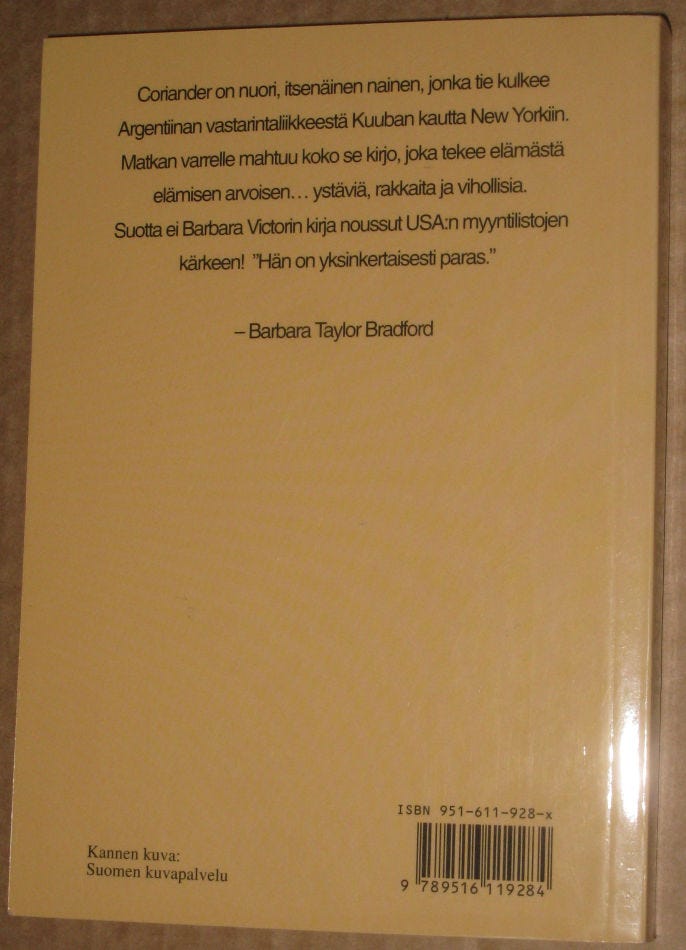 Coriander on nuori, itsenäinen nainen, jonka tie kulkee
Argentiinan vastarintaliikkeestä Kuuban kautta New Yorkiin.
Matkan varrelle mahtuu koko se kirjo, joka tekee elämästä
elämisen arvoisen... ystäviä, rakkaita ja vihollisia.
Suotta ei Barbara Victorin kirja noussut USA:n myyntilistojen
kärkeen! ”Hän on yksinkertaisesti paras.”
– Barbara Taylor Bradford
ISBN 951-611-928-x
9 789516 119284
Kannen kuva:
Suomen kuvapalvelu